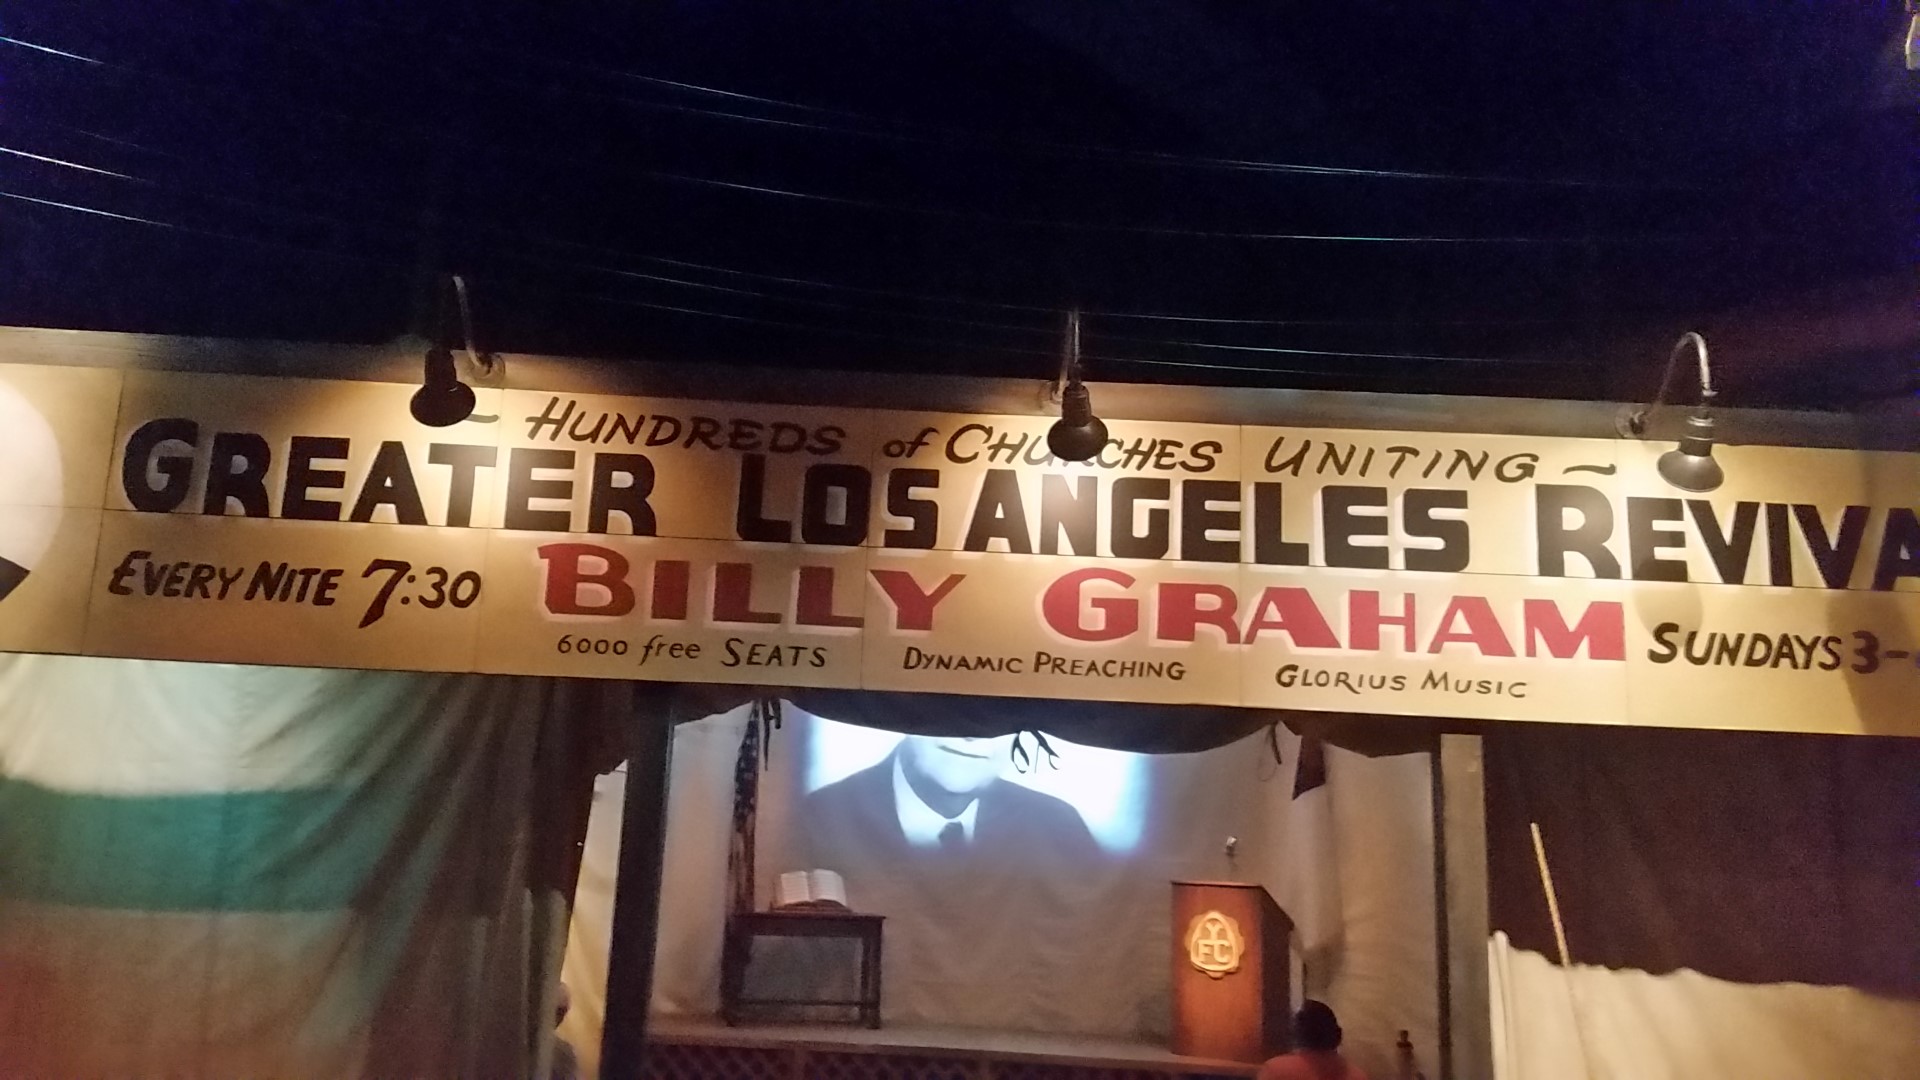 ~ HUNDREDS of CHURCHES UNITING ~
GREATER LOS ANGELES REVIVA
EVERY NITE 7:30 BILLY GRAHAM SUNDAYS 3-
6000 free SEATS DYNAMIC PREACHING GLORIUS MUSIC
Y
FC